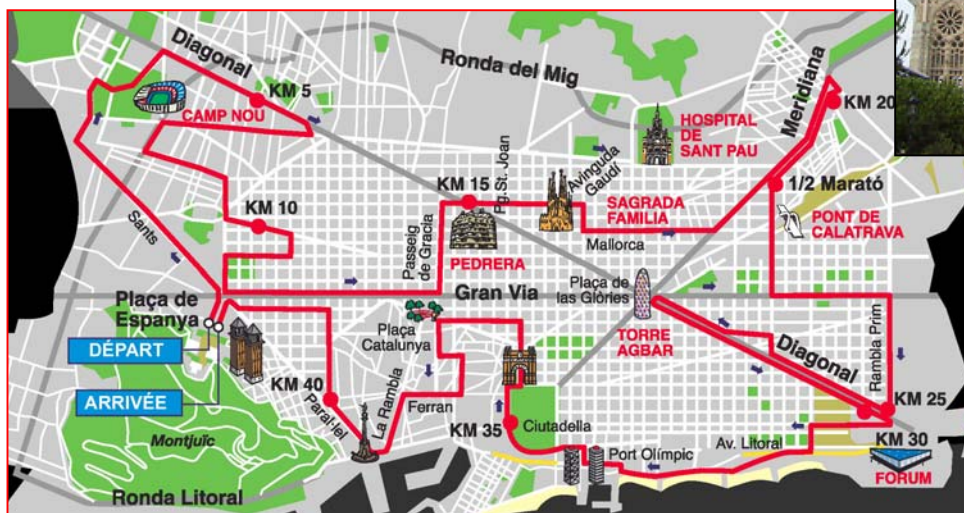 Diagonal
Ronda del Mig
Meridiana
KM 5
KM 20
CAMP NOU
HOSPITAL
DE
SANT PAU
Avinguda
Gaudí
Pg.St. Joan
KM 15
1/2 Marató
KM 10
SAGRADA
FAMILIA
PONT DE
CALATRAVA
Sants
Passeig
de Gracia
Mallorca
PEDRERA
Plaça de
las Glòries
Gran Via
Plaça de
Espanya
Plaça
Catalunya
TORRE
AGBAR
Rambla Prim
DÉPART
Diagonal
ARRIVÉE
KM 40
Paral·lel
La Rambla
Ferran
KM 35
Ciutadella
KM 25
Montjuïc
Port Olímpic
Av. Litoral
KM 30
FORUM
Ronda Litoral